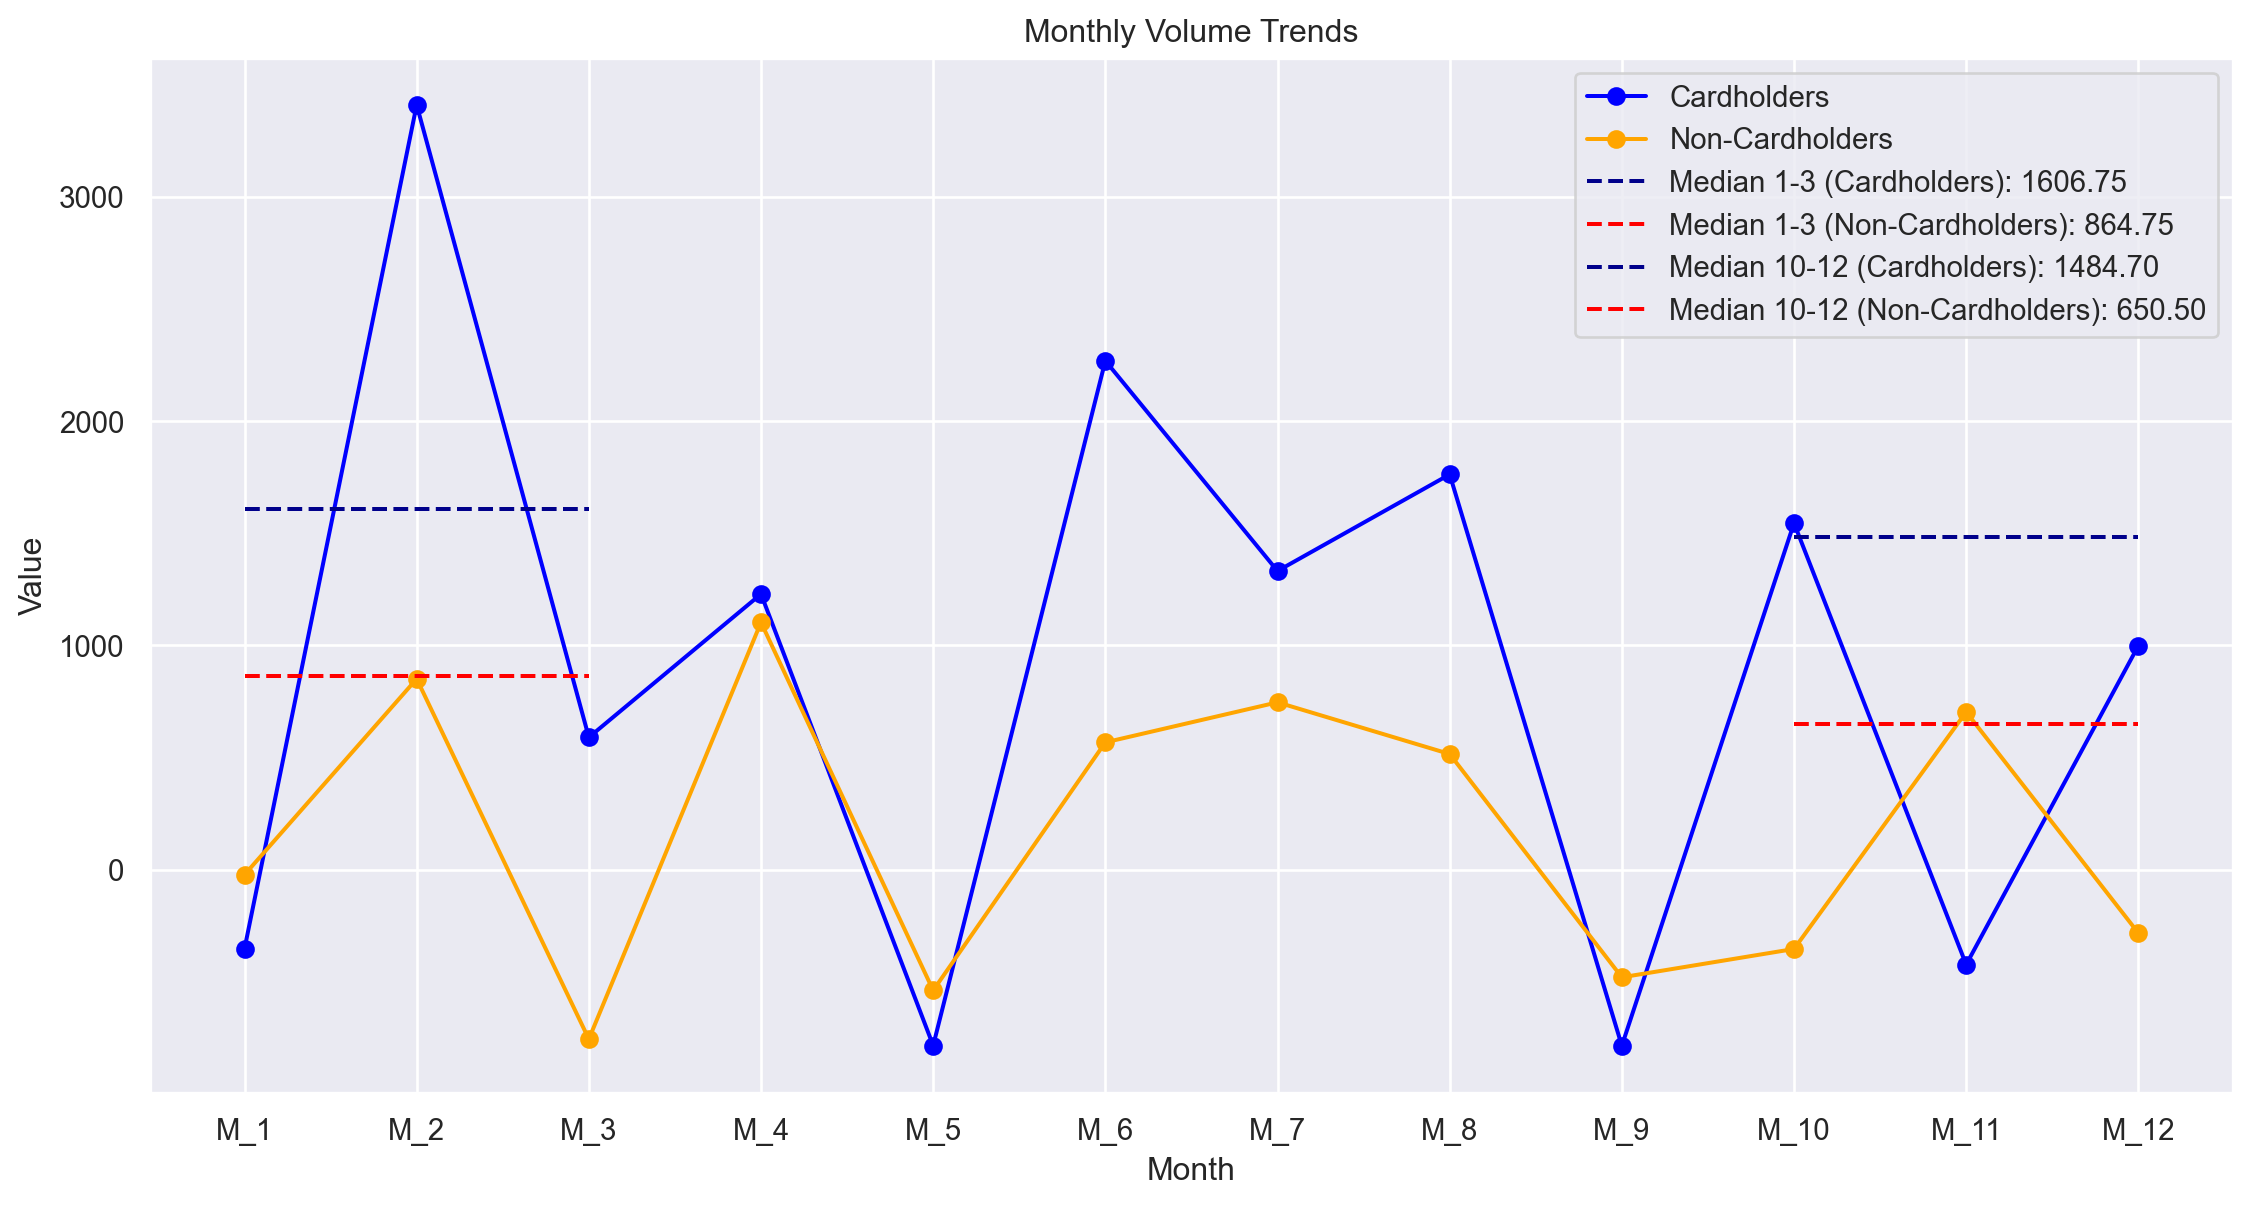 Monthly Volume Trends
Cardholders
Non-Cardholders
Median 1-3 (Cardholders): 1606.75
Median 1-3 (Non-Cardholders): 864.75
Median 10-12 (Cardholders): 1484.70
Median 10-12 (Non-Cardholders): 650.50
3000
2000
1000
0
Value
M_1 M_2 M_3 M_4 M_5 M_6 M_7 M_8 M_9 M_10 M_11 M_12
Month